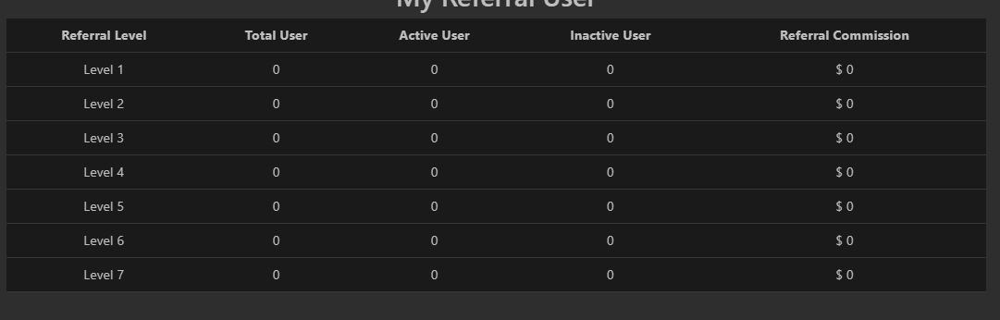 My Referral User
Referral Level Total User Active User Inactive User Referral Commission
Level 1 0 0 0 $ 0
Level 2 0 0 0 $ 0
Level 3 0 0 0 $ 0
Level 4 0 0 0 $ 0
Level 5 0 0 0 $ 0
Level 6 0 0 0 $ 0
Level 7 0 0 0 $ 0